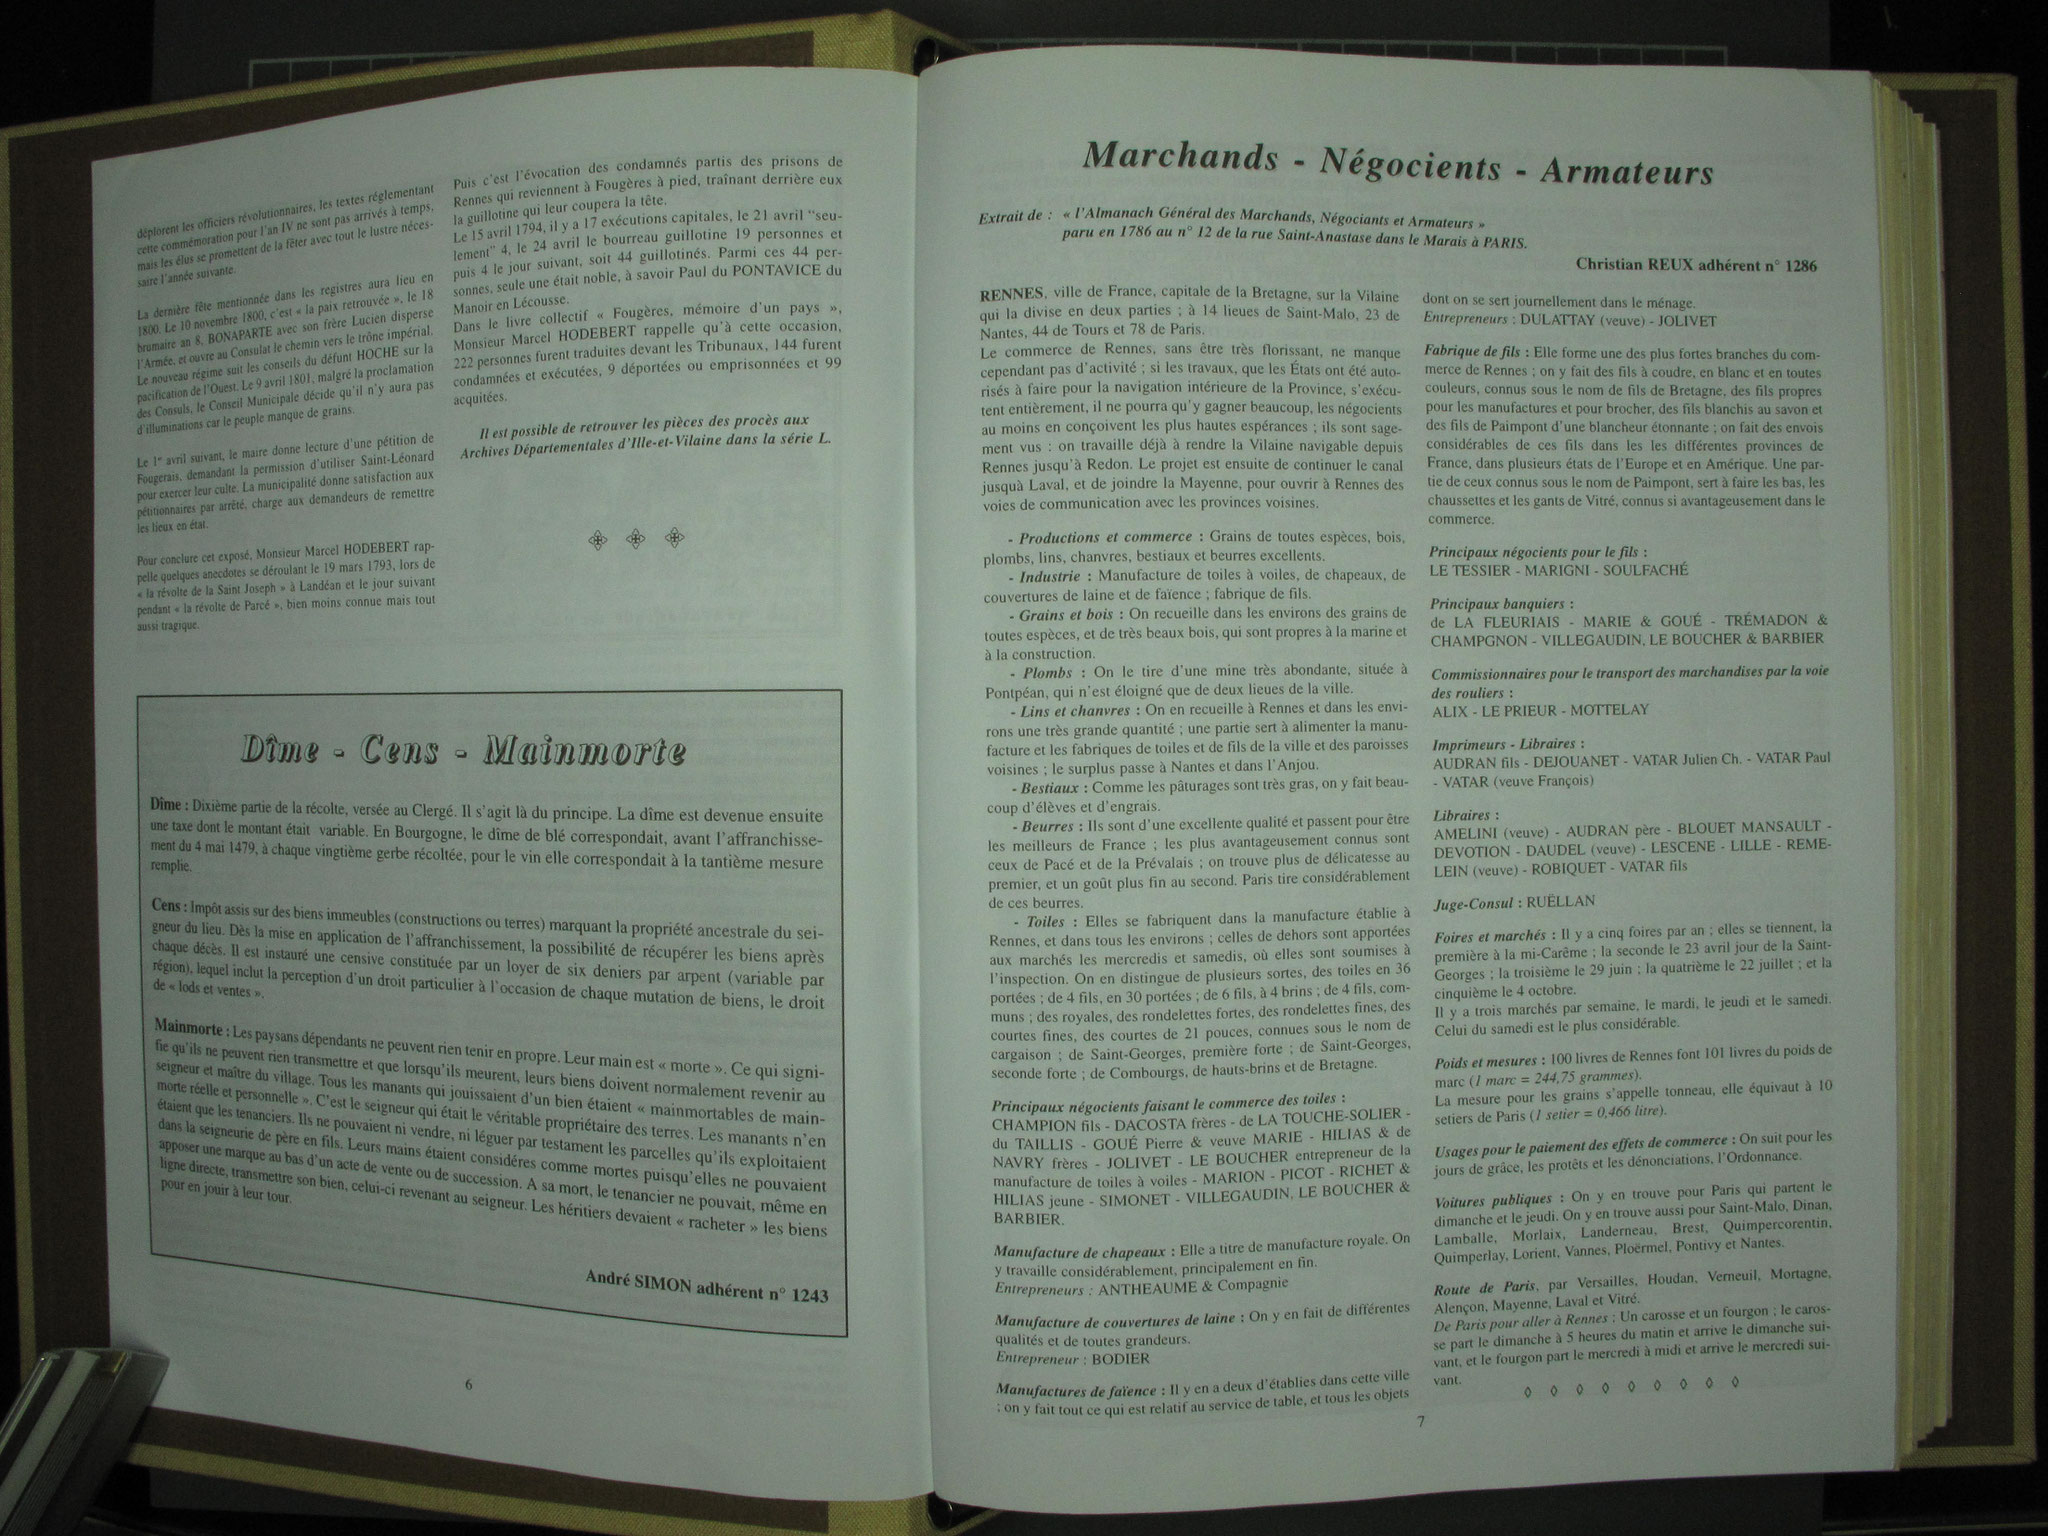 déplorent les officiers révolutionnaires, les textes réglementant
cette commémoration pour l'an IV ne sont pas arrivés à temps,
mais les élus se promettent de la fêter avec tout le lustre néces-
saire l'année suivante.
La dernière fête mentionnée dans les registres aura lieu en
1800. Le 10 novembre 1800, c'est « la paix retrouvée », le 18
brumaire an 8, BONAPARTE avec son frère Lucien disperse
l'Armée, et ouvre au Consulat le chemin vers le trône impérial.
Le nouveau régime suit les conseils du défunt HOCHE sur la
pacification de l'Ouest. Le 9 avril 1801, malgré la proclamation
des Consuls, le Conseil Municipale décide qu'il n'y aura pas
d'illuminations car le peuple manque de grains.
Le 1er avril suivant, le maire donne lecture d'une pétition de
Fougerais, demandant la permission d'utiliser Saint-Léonard
pour exercer leur culte. La municipalité donne satisfaction aux
pétitionnaires par arrêté, charge aux demandeurs de remettre
les lieux en état.
Pour conclure cet exposé, Monsieur Marcel HODEBERT rap-
pelle quelques anecdotes se déroulant le 19 mars 1793, lors de
« la révolte de la Saint Joseph » à Landéan et le jour suivant
pendant « la révolte de Parcé », bien moins connue mais tout
aussi tragique.
Puis c'est l'évocation des condamnés partis des prisons de
Rennes qui reviennent à Fougères à pied, traînant derrière eux
la guillotine qui leur coupera la tête.
Le 15 avril 1794, il y a 17 exécutions capitales, le 21 avril "seu-
lement" 4, le 24 avril le bourreau guillotine 19 personnes et
puis 4 le jour suivant, soit 44 guillotinés. Parmi ces 44 per-
sonnes, seule une était noble, à savoir Paul du PONTAVICE du
Manoir en Lécousse.
Dans le livre collectif « Fougères, mémoire d'un pays »,
Monsieur Marcel HODEBERT rappelle qu'à cette occasion,
222 personnes furent traduites devant les Tribunaux, 144 furent
condamnées et exécutées, 9 déportées ou emprisonnées et 99
acquitées.
Il est possible de retrouver les pièces des procès aux
Archives Départementales d'Ille-et-Vilaine dans la série L.
Dîme - Cens - Mainmorte
Dîme : Dixième partie de la récolte, versée au Clergé. Il s'agit là du principe. La dîme est devenue ensuite
une taxe dont le montant était variable. En Bourgogne, le dîme de blé correspondait, avant l'affranchisse-
ment du 4 mai 1479, à chaque vingtième gerbe récoltée, pour le vin elle correspondait à la tantième mesure
remplie.
Cens : Impôt assis sur des biens immeubles (constructions ou terres) marquant la propriété ancestrale du sei-
gneur du lieu. Dès la mise en application de l'affranchissement, la possibilité de récupérer les biens après
chaque décès. Il est instauré une censive constituée par un loyer de six deniers par arpent (variable par
région), lequel inclut la perception d'un droit particulier à l'occasion de chaque mutation de biens, le droit
de « lods et ventes ».
Mainmorte : Les paysans dépendants ne peuvent rien tenir en propre. Leur main est « morte ». Ce qui signi-
fie qu'ils ne peuvent rien transmettre et que lorsqu'ils meurent, leurs biens doivent normalement revenir au
seigneur et maître du village. Tous les manants qui jouissaient d'un bien étaient « mainmortables de main-
morte réelle et personnelle ». C'est le seigneur qui était le véritable propriétaire des terres. Les manants n'en
étaient que les tenanciers. Ils ne pouvaient ni vendre, ni léguer par testament les parcelles qu'ils exploitaient
dans la seigneurie de père en fils. Leurs mains étaient considéres comme mortes puisqu'elles ne pouvaient
apposer une marque au bas d'un acte de vente ou de succession. A sa mort, le tenancier ne pouvait, même en
ligne directe, transmettre son bien, celui-ci revenant au seigneur. Les héritiers devaient « racheter » les biens
pour en jouir à leur tour.
André SIMON adhérent n° 1243
6
Marchands - Négocients - Armateurs
Extrait de : « l'Almanach Général des Marchands, Négociants et Armateurs »
paru en 1786 au n° 12 de la rue Saint-Anastase dans le Marais à PARIS.
Christian REUX adhérent n° 1286
RENNES, ville de France, capitale de la Bretagne, sur la Vilaine
qui la divise en deux parties ; à 14 lieues de Saint-Malo, 23 de
Nantes, 44 de Tours et 78 de Paris.
Le commerce de Rennes, sans être très florissant, ne manque
cependant pas d'activité ; si les travaux, que les États ont été auto-
risés à faire pour la navigation intérieure de la Province, s'exécu-
tent entièrement, il ne pourra qu'y gagner beaucoup, les négocients
au moins en conçoivent les plus hautes espérances ; ils sont sage-
ment vus : on travaille déjà à rendre la Vilaine navigable depuis
Rennes jusqu'à Redon. Le projet est ensuite de continuer le canal
jusquà Laval, et de joindre la Mayenne, pour ouvrir à Rennes des
voies de communication avec les provinces voisines.
- Productions et commerce : Grains de toutes espèces, bois,
plombs, lins, chanvres, bestiaux et beurres excellents.
- Industrie : Manufacture de toiles à voiles, de chapeaux, de
couvertures de laine et de faïence ; fabrique de fils.
- Grains et bois : On recueille dans les environs des grains de
toutes espèces, et de très beaux bois, qui sont propres à la marine et
à la construction.
- Plombs : On le tire d'une mine très abondante, située à
Pontpéan, qui n'est éloigné que de deux lieues de la ville.
- Lins et chanvres : On en recueille à Rennes et dans les envi-
rons une très grande quantité ; une partie sert à alimenter la manu-
facture et les fabriques de toiles et de fils de la ville et des paroisses
voisines ; le surplus passe à Nantes et dans l'Anjou.
- Bestiaux : Comme les pâturages sont très gras, on y fait beau-
coup d'élèves et d'engrais.
- Beurres : Ils sont d'une excellente qualité et passent pour être
les meilleurs de France ; les plus avantageusement connus sont
ceux de Pacé et de la Prévalais ; on trouve plus de délicatesse au
premier, et un goût plus fin au second. Paris tire considérablement
de ces beurres.
- Toiles : Elles se fabriquent dans la manufacture établie à
Rennes, et dans tous les environs ; celles de dehors sont apportées
aux marchés les mercredis et samedis, où elles sont soumises à
l'inspection. On en distingue de plusieurs sortes, des toiles en 36
portées ; de 4 fils, en 30 portées ; de 6 fils, à 4 brins ; de 4 fils, com-
muns ; des royales, des rondelettes fortes, des rondelettes fines, des
courtes fines, des courtes de 21 pouces, connues sous le nom de
cargaison ; de Saint-Georges, première forte ; de Saint-Georges,
seconde forte ; de Combourgs, de hauts-brins et de Bretagne.
Principaux négocients faisant le commerce des toiles :
CHAMPION fils - DACOSTA frères - de LA TOUCHE-SOLIER -
du TAILLIS - GOUÉ Pierre & veuve MARIE - HILIAS & de
NAVRY frères - JOLIVET - LE BOUCHER entrepreneur de la
manufacture de toiles à voiles - MARION - PICOT - RICHET &
HILIAS jeune - SIMONET - VILLEGAUDIN, LE BOUCHER &
BARBIER.
Manufacture de chapeaux : Elle a titre de manufacture royale. On
y travaille considérablement, principalement en fin.
Entrepreneurs : ANTHEAUME & Compagnie
Manufacture de couvertures de laine : On y en fait de différentes
qualités et de toutes grandeurs.
Entrepreneur : BODIER
Manufactures de faïence : Il y en a deux d'établies dans cette ville
; on y fait tout ce qui est relatif au service de table, et tous les objets
dont on se sert journellement dans le ménage.
Entrepreneurs : DULATTAY (veuve) - JOLIVET
Fabrique de fils : Elle forme une des plus fortes branches du com-
merce de Rennes ; on y fait des fils à coudre, en blanc et en toutes
couleurs, connus sous le nom de fils de Bretagne, des fils propres
pour les manufactures et pour brocher, des fils blanchis au savon et
des fils de Paimpont d'une blancheur étonnante ; on fait des envois
considérables de ces fils dans les les différentes provinces de
France, dans plusieurs états de l'Europe et en Amérique. Une par-
tie de ceux connus sous le nom de Paimpont, sert à faire les bas, les
chaussettes et les gants de Vitré, connus si avantageusement dans le
commerce.
Principaux négocients pour le fils :
LE TESSIER - MARIGNI - SOULFACHÉ
Principaux banquiers :
de LA FLEURIAIS - MARIE & GOUÉ - TRÉMADON &
CHAMPGNON - VILLEGAUDIN, LE BOUCHER & BARBIER
Commissionnaires pour le transport des marchandises par la voie
des rouliers :
ALIX - LE PRIEUR - MOTTELAY
Imprimeurs - Libraires :
AUDRAN fils - DEJOUANET - VATAR Julien Ch. - VATAR Paul
- VATAR (veuve François)
Libraires :
AMELINI (veuve) - AUDRAN père - BLOUET MANSAULT -
DEVOTION - DAUDEL (veuve) - LESCENE - LILLE - REME-
LEIN (veuve) - ROBIQUET - VATAR fils
Juge-Consul : RUËLLAN
Foires et marchés : Il y a cinq foires par an ; elles se tiennent, la
première à la mi-Carême ; la seconde le 23 avril jour de la Saint-
Georges ; la troisième le 29 juin ; la quatrième le 22 juillet ; et la
cinquième le 4 octobre.
Il y a trois marchés par semaine, le mardi, le jeudi et le samedi.
Celui du samedi est le plus considérable.
Poids et mesures : 100 livres de Rennes font 101 livres du poids de
marc (1 marc = 244,75 grammes).
La mesure pour les grains s'appelle tonneau, elle équivaut à 10
setiers de Paris (1 setier = 0,466 litre).
Usages pour le paiement des effets de commerce : On suit pour les
jours de grâce, les protêts et les dénonciations, l'Ordonnance.
Voitures publiques : On y en trouve pour Paris qui partent le
dimanche et le jeudi. On y en trouve aussi pour Saint-Malo, Dinan,
Lamballe, Morlaix, Landerneau, Brest, Quimpercorentin,
Quimperlay, Lorient, Vannes, Ploërmel, Pontivy et Nantes.
Route de Paris, par Versailles, Houdan, Verneuil, Mortagne,
Alençon, Mayenne, Laval et Vitré.
De Paris pour aller à Rennes : Un carosse et un fourgon ; le caros-
se part le dimanche à 5 heures du matin et arrive le dimanche sui-
vant, et le fourgon part le mercredi à midi et arrive le mercredi sui-
vant.
7